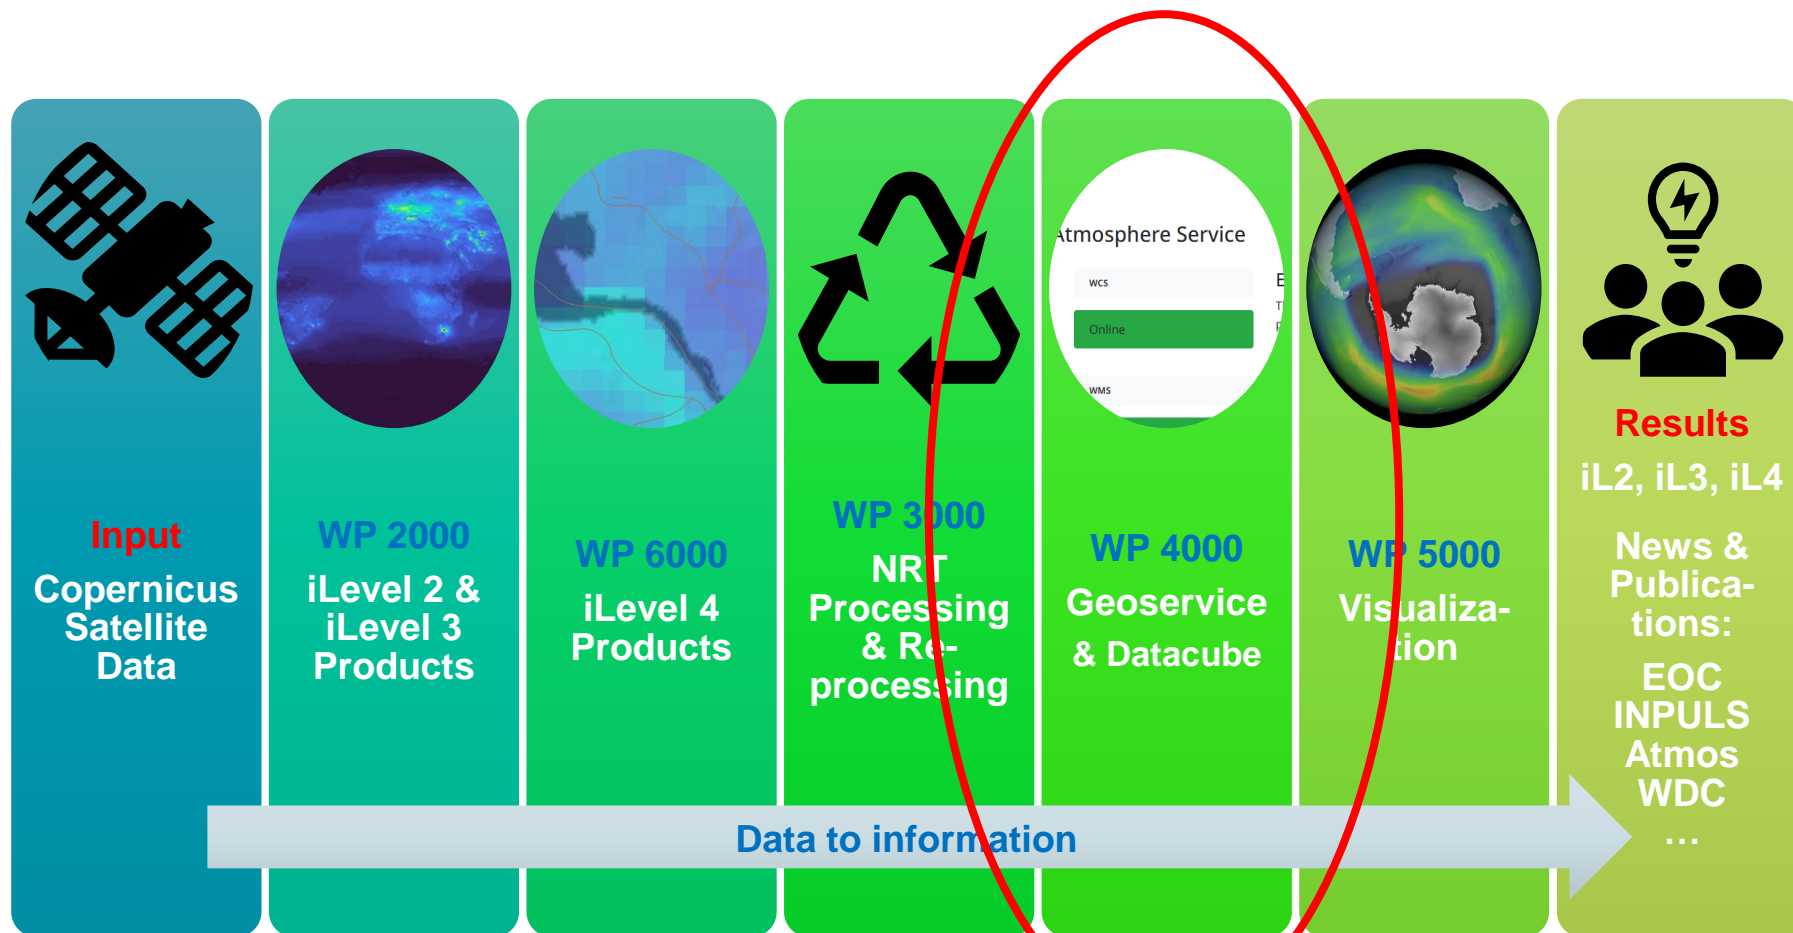 Input
Copernicus
Satellite
Data
WP 2000
iLevel 2 &
iLevel 3
Products
WP 6000
iLevel 4
Products
WP 3000
NRT
Processing
& Re-
processing
Atmosphere Service
WCS
Online
WMS
WP 4000
Geoservice
& Datacube
WP 5000
Visualiza-
tion
Results
iL2, iL3, iL4
News &
Publica-
tions:
EOC
INPULS
Atmos
WDC
...
Data to information